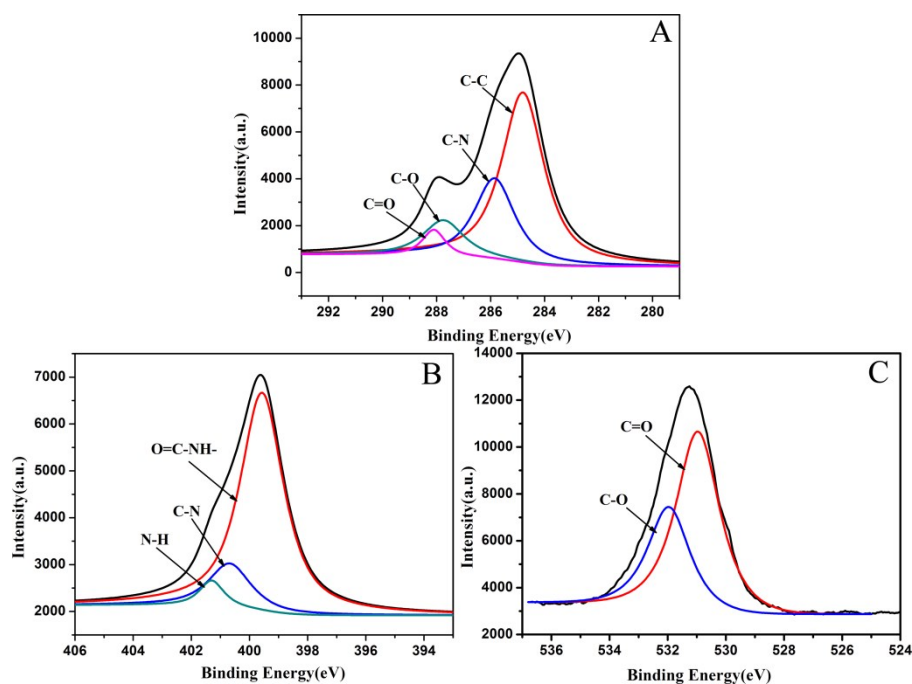 A
10000
8000
6000
4000
2000
0
Intensity(a.u.)
C-C
C-N
C-O
C=O
292 290 288 286 284 282 280
Binding Energy(eV)
B
7000
6000
5000
4000
3000
2000
Intensity(a.u.)
O=C-NH-
C-N
N-H
406 404 402 400 398 396 394
Binding Energy(eV)
C
14000
12000
10000
8000
6000
4000
2000
Intensity(a.u.)
C=O
C-O
536 534 532 530 528 526 524
Binding Energy(eV)